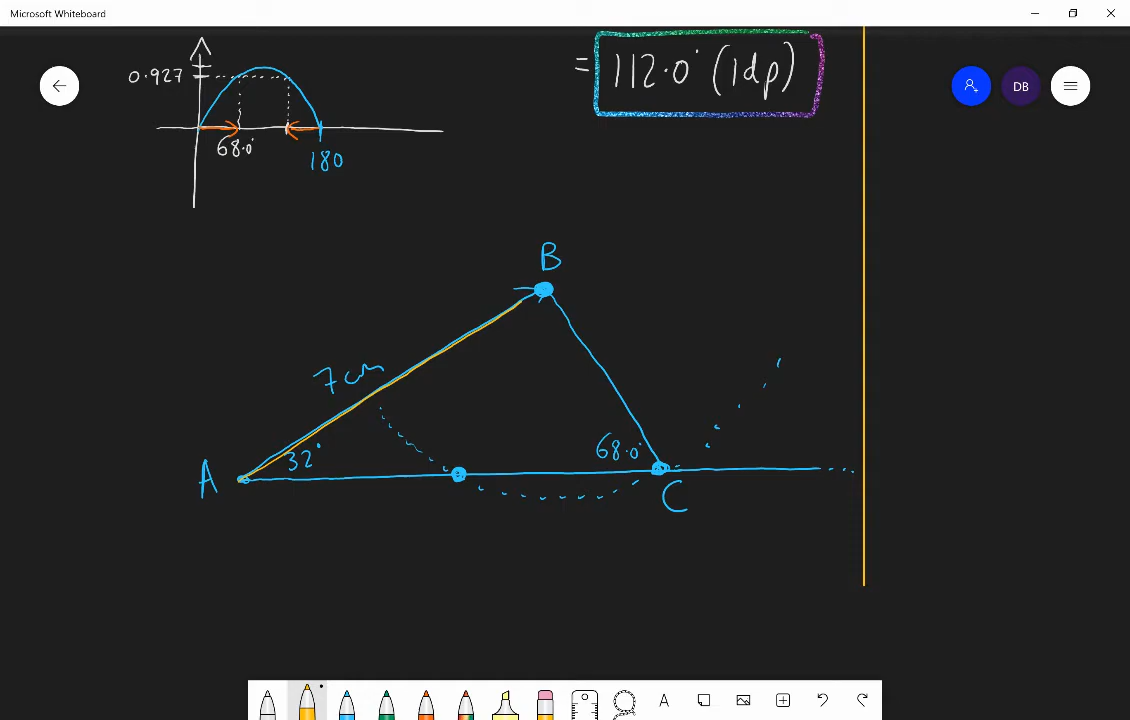 Microsoft Whiteboard
0.927
68.0°
180
= 112.0° (1dp)
DB
B
7cm
32°
68.0°
A
C
A